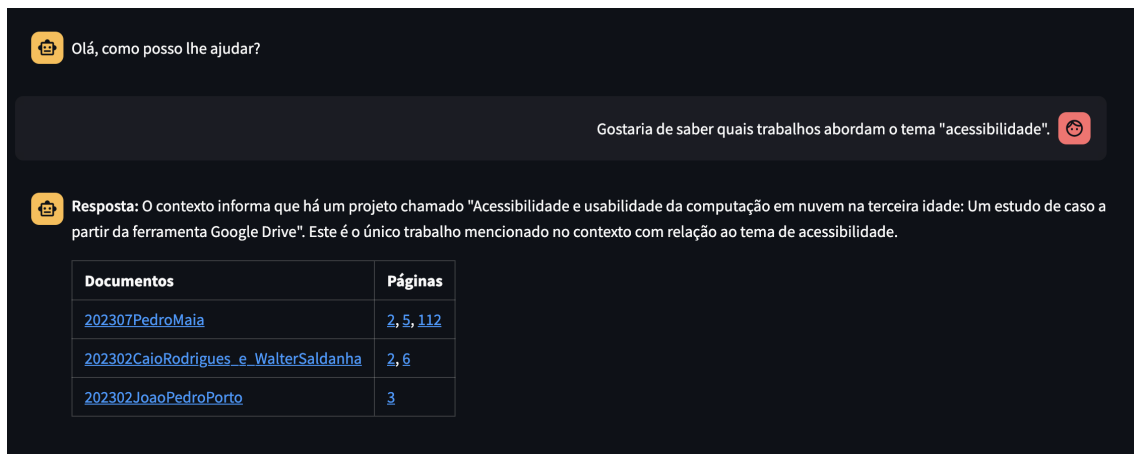 Olá, como posso lhe ajudar?
Gostaria de saber quais trabalhos abordam o tema "acessibilidade".
Resposta: O contexto informa que há um projeto chamado "Acessibilidade e usabilidade da computação em nuvem na terceira idade: Um estudo de caso a
partir da ferramenta Google Drive". Este é o único trabalho mencionado no contexto com relação ao tema de acessibilidade.
Documentos Páginas
202307PedroMaia 2, 5, 112
202302CaioRodrigues_e_WalterSaldanha 2, 6
202302JoaoPedroPorto 3